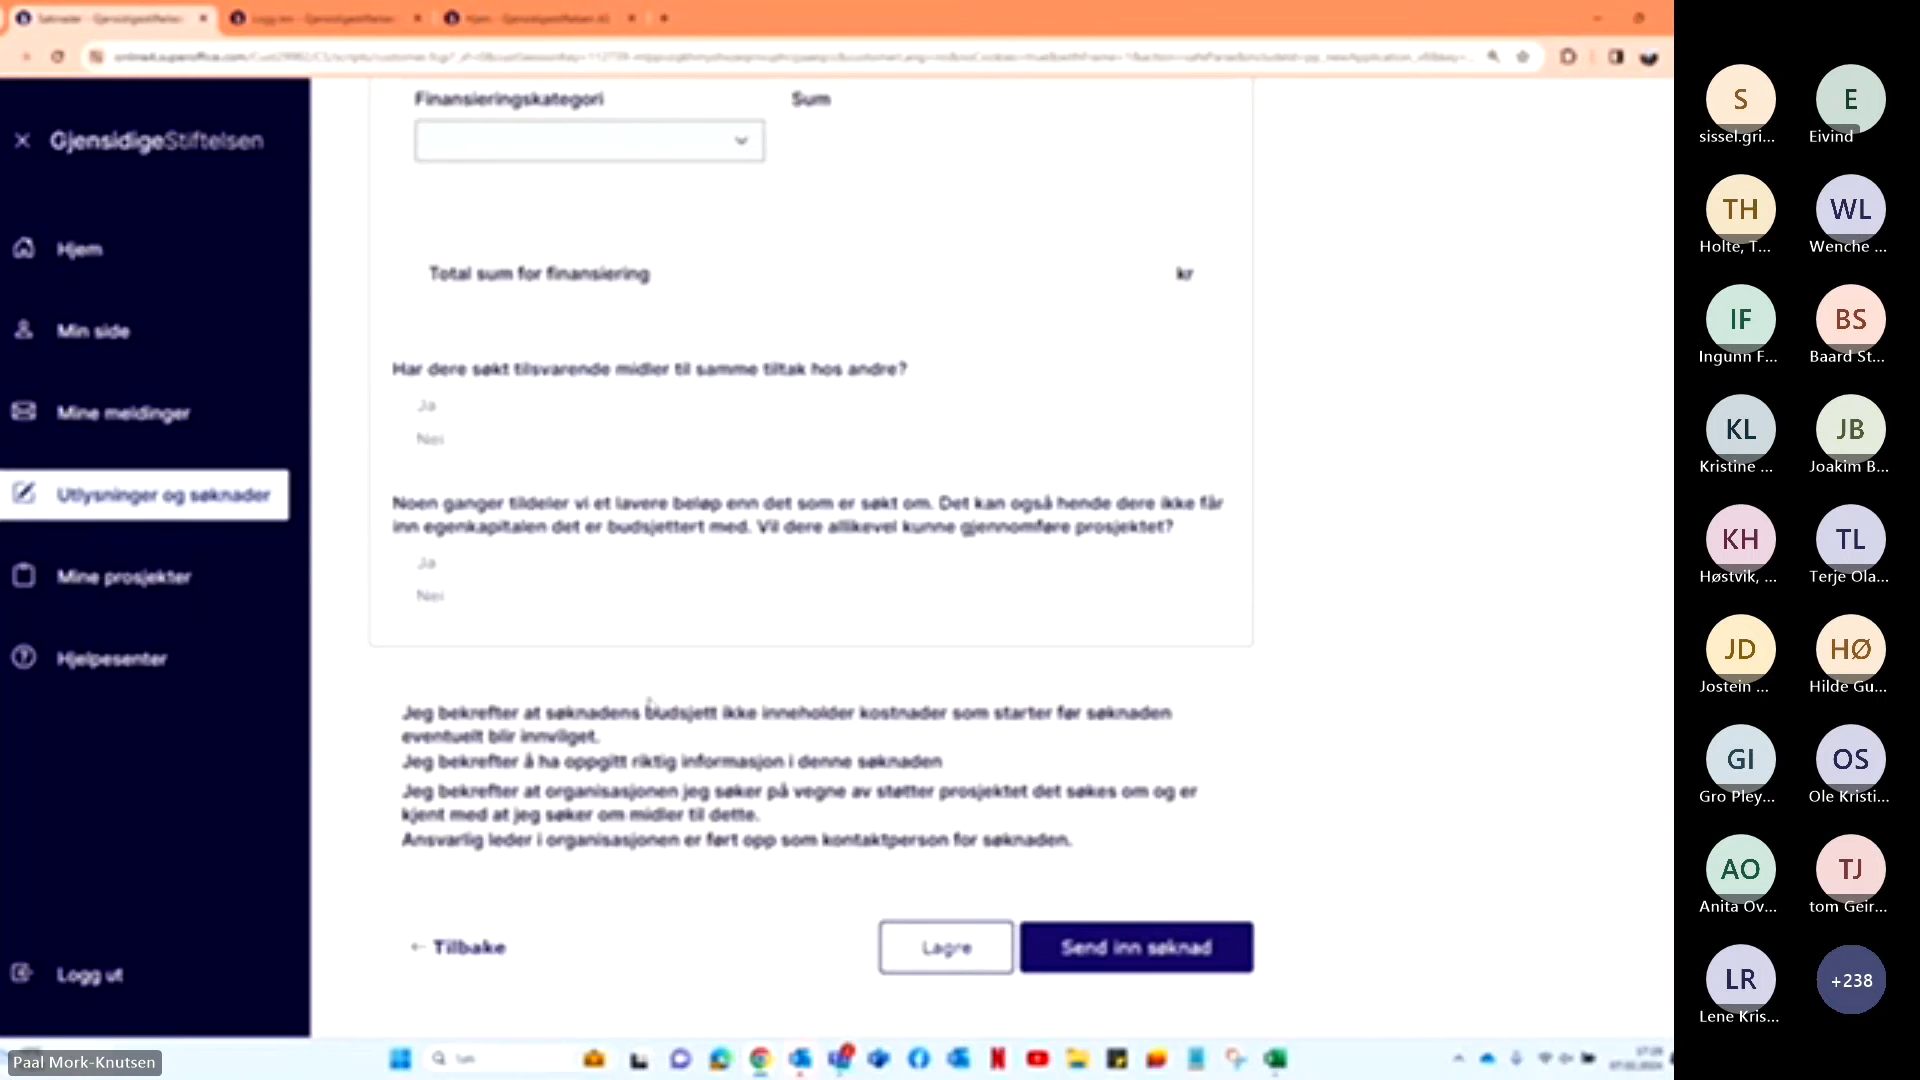 Søknader - Gjensidigestiftelsen
Logg inn - Gjensidigestiftelsen
Hjem - Gjensidigestiftelsen AS
GjensidigeStiftelsen
Hjem
Min side
Mine meldinger
Utlysninger og søknader
Mine prosjekter
Hjelpesenter
Logg ut
Finansieringskategori
Sum
Total sum for finansiering
kr
Har dere søkt tilsvarende midler til samme tiltak hos andre?
Ja
Nei
Noen ganger tildeler vi et lavere beløp enn det som er søkt om. Det kan også hende dere ikke får
inn egenkapitalen det er budsjettert med. Vil dere allikevel kunne gjennomføre prosjektet?
Ja
Nei
Jeg bekrefter at søknadens budsjett ikke inneholder kostnader som starter før søknaden
eventuelt blir innvilget.
Jeg bekrefter å ha oppgitt riktig informasjon i denne søknaden
Jeg bekrefter at organisasjonen jeg søker på vegne av støtter prosjektet det søkes om og er
kjent med at jeg søker om midler til dette.
Ansvarlig leder i organisasjonen er ført opp som kontaktperson for søknaden.
← Tilbake
Lagre
Send inn søknad
Paal Mork-Knutsen
S
sissel.gri...
E
Eivind
TH
Holte, T...
WL
Wenche ...
IF
Ingunn F...
BS
Baard St...
KL
Kristine ...
JB
Joakim B...
KH
Høstvik, ...
TL
Terje Ola...
JD
Jostein ...
HØ
Hilde Gu...
GI
Gro Pley...
OS
Ole Kristi...
AO
Anita Ov...
TJ
tom Geir...
LR
Lene Kris...
+238